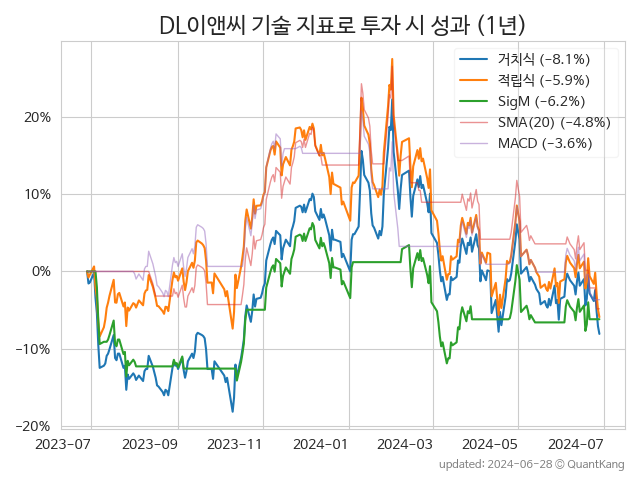 DL이앤씨 기술 지표로 투자 시 성과 (1년)
거치식 (−8.1%)
적립식 (−5.9%)
SigM (−6.2%)
SMA(20) (−4.8%)
MACD (−3.6%)
20%
10%
0%
−10%
−20%
2023-07 2023-09 2023-11 2024-01 2024-03 2024-05 2024-07
updated: 2024-06-28 © QuantKang